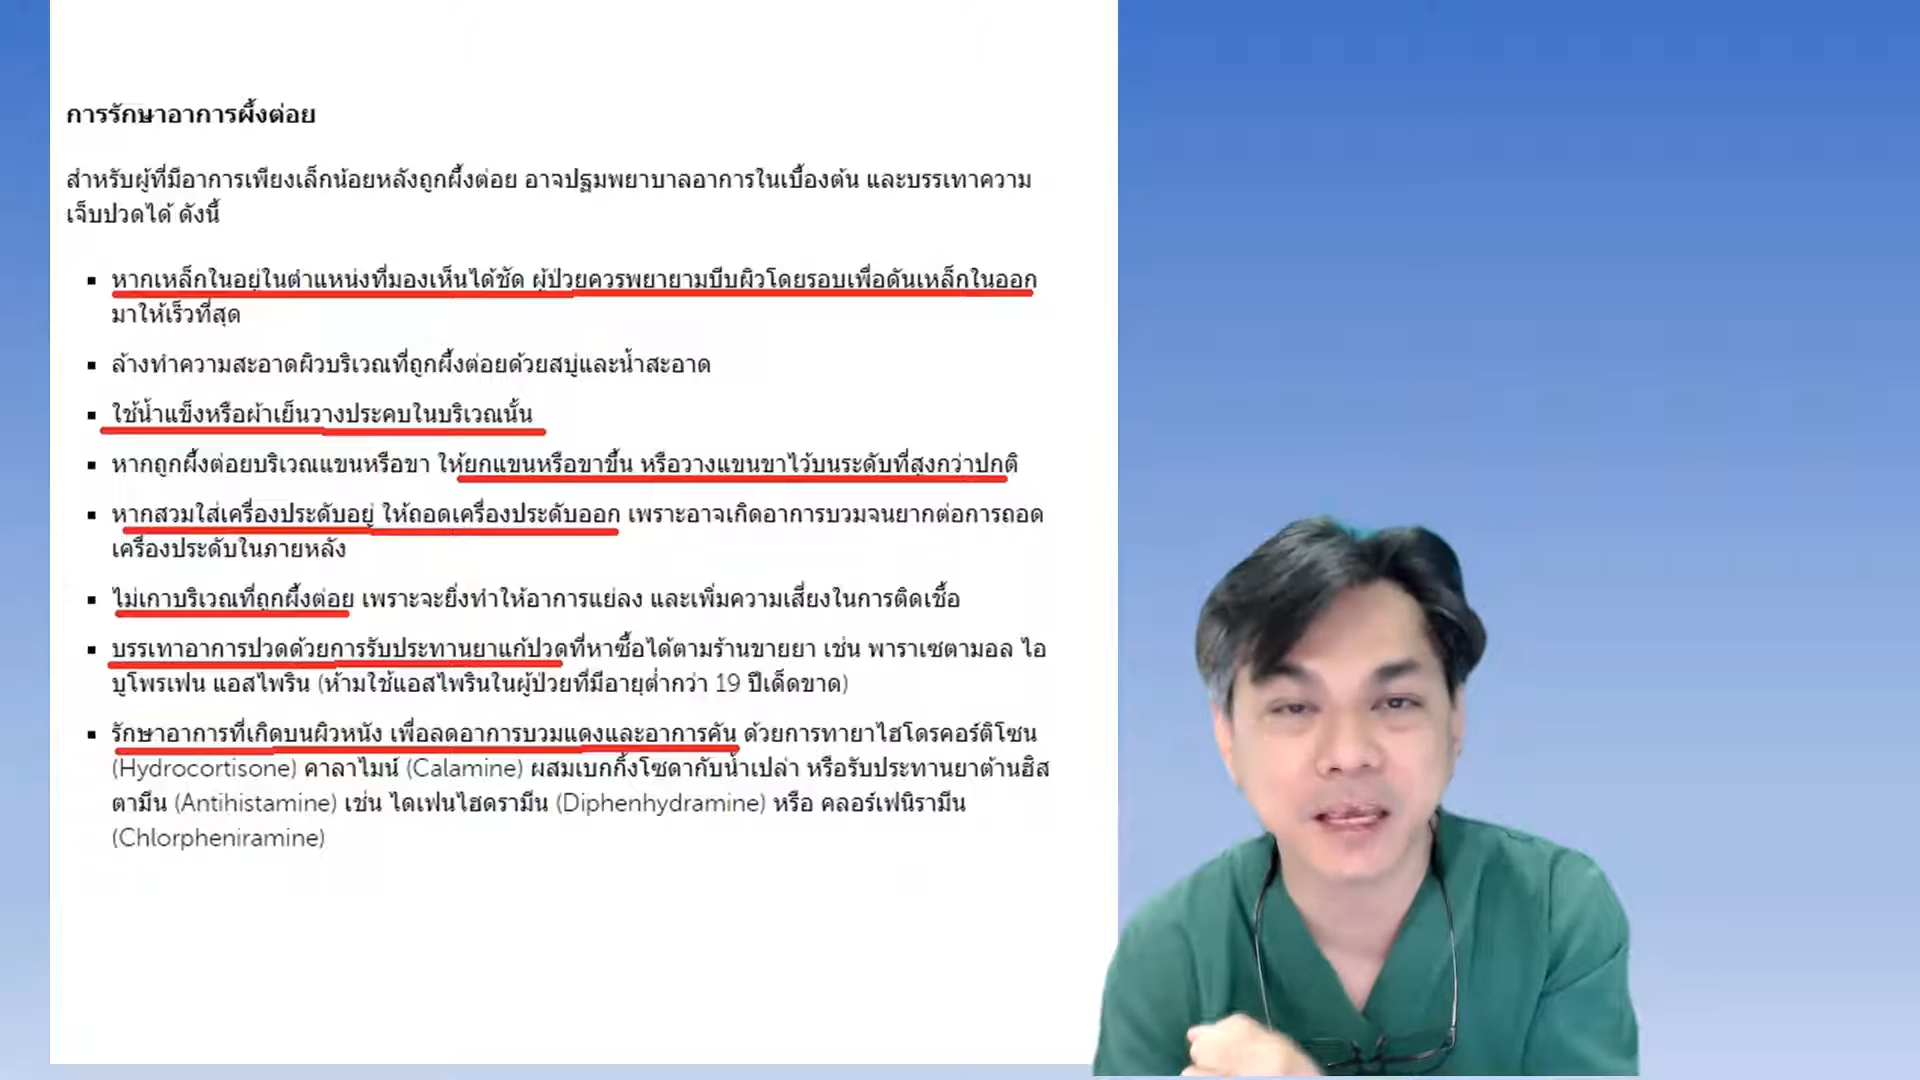 การรักษาอาการผึ้งต่อย
สำหรับผู้ที่มีอาการเพียงเล็กน้อยหลังถูกผึ้งต่อย อาจปฐมพยาบาลอาการในเบื้องต้น และบรรเทาความ
เจ็บปวดได้ ดังนี้
▪ หากเหล็กในอยู่ในตำแหน่งที่มองเห็นได้ชัด ผู้ป่วยควรพยายามบีบผิวโดยรอบเพื่อดันเหล็กในออก
มาให้เร็วที่สุด
▪ ล้างทำความสะอาดผิวบริเวณที่ถูกผึ้งต่อยด้วยสบู่และน้ำสะอาด
▪ ใช้น้ำแข็งหรือผ้าเย็นวางประคบในบริเวณนั้น
▪ หากถูกผึ้งต่อยบริเวณแขนหรือขา ให้ยกแขนหรือขาขึ้น หรือวางแขนขาไว้บนระดับที่สูงกว่าปกติ
▪ หากสวมใส่เครื่องประดับอยู่ ให้ถอดเครื่องประดับออก เพราะอาจเกิดอาการบวมจนยากต่อการถอด
เครื่องประดับในภายหลัง
▪ ไม่เกาบริเวณที่ถูกผึ้งต่อย เพราะจะยิ่งทำให้อาการแย่ลง และเพิ่มความเสี่ยงในการติดเชื้อ
▪ บรรเทาอาการปวดด้วยการรับประทานยาแก้ปวดที่หาซื้อได้ตามร้านขายยา เช่น พาราเซตามอล ไอ
บูโพรเฟน แอสไพริน (ห้ามใช้แอสไพรินในผู้ป่วยที่มีอายุต่ำกว่า 19 ปีเด็ดขาด)
▪ รักษาอาการที่เกิดบนผิวหนัง เพื่อลดอาการบวมแดงและอาการคัน ด้วยการทายาไฮโดรคอร์ติโซน
(Hydrocortisone) คาลาไมน์ (Calamine) ผสมเบกกิ้งโซดากับน้ำเปล่า หรือรับประทานยาต้านฮิส
ตามีน (Antihistamine) เช่น ไดเฟนไฮดรามีน (Diphenhydramine) หรือ คลอร์เฟนิรามีน
(Chlorpheniramine)